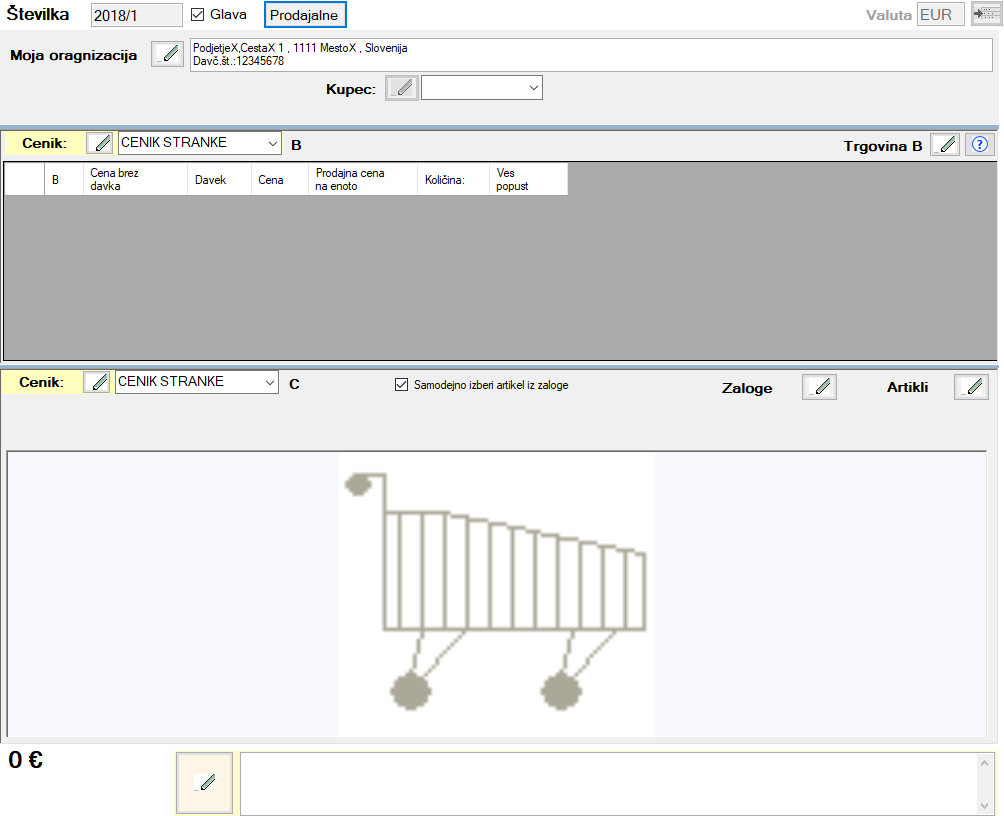 Številka 2018/1 Glava Prodajalne Valuta EUR
Moja oragnizacija PodjetjeX,CestaX 1 , 1111 MestoX , Slovenija
Davč.št.:12345678
Kupec:
Cenik: CENIK STRANKE B Trgovina B ?
B Cena brez davka Davek Cena Prodajna cena na enoto Količina: Ves popust
Cenik: CENIK STRANKE C Samodejno izberi artikel iz zaloge Zaloge Artikli
0 €